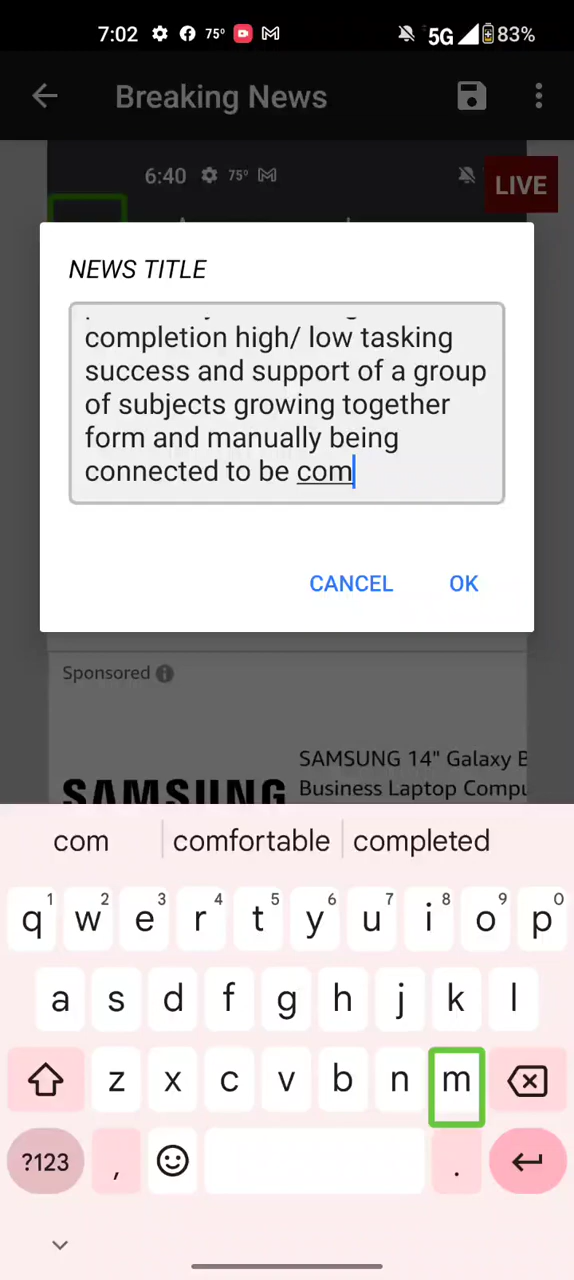 7:02 75° 5G 83%
Breaking News
6:40 75°
LIVE
NEWS TITLE
completion high/ low tasking
success and support of a group
of subjects growing together
form and manually being
connected to be com
CANCEL OK
Sponsored
SAMSUNG 14" Galaxy B
SAMSUNG
Business Laptop Compu
com comfortable completed
1 2 3 4 5 6 7 8 9 0
q w e r t y u i o p
a s d f g h j k l
z x c v b n m
?123 , .